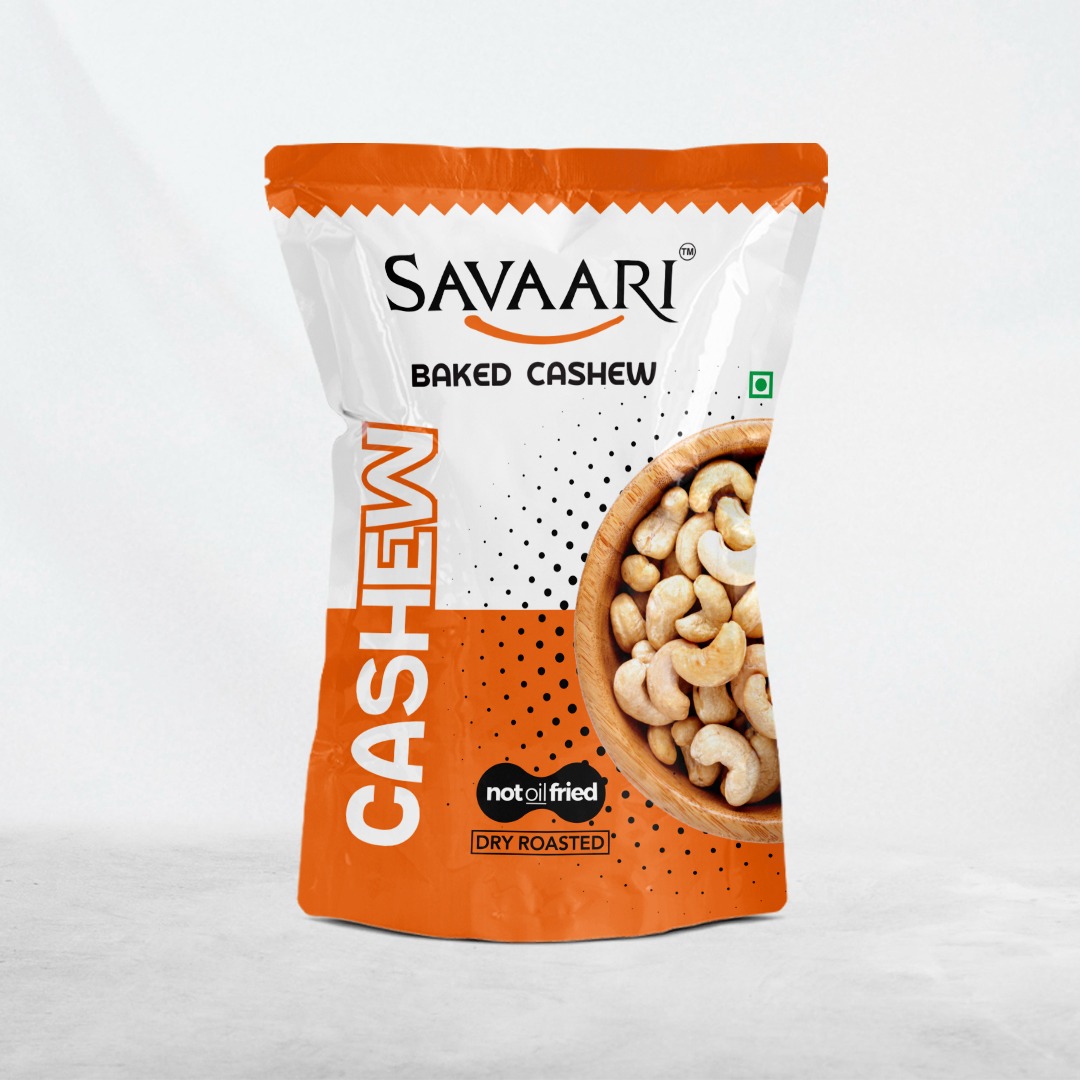 SAVAARI™
BAKED CASHEW
CASHEW
not oil fried
DRY ROASTED